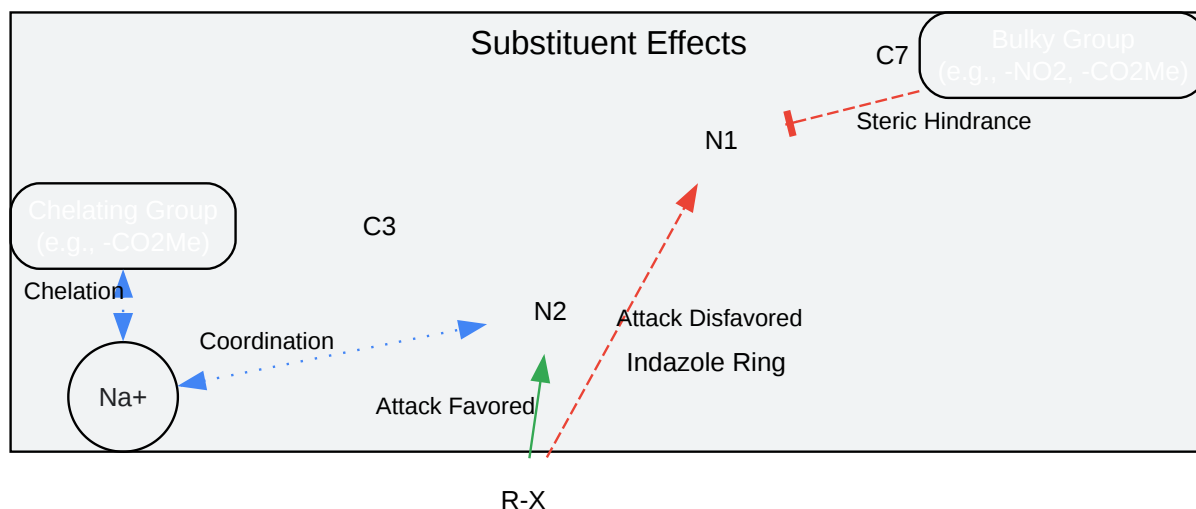 Substituent Effects
C7
Bulky Group
(e.g., -NO2, -CO2Me)
Steric Hindrance
N1
Chelating Group
(e.g., -CO2Me)
C3
Chelation
N2
Attack Disfavored
Coordination
Indazole Ring
Na+
Attack Favored
R-X